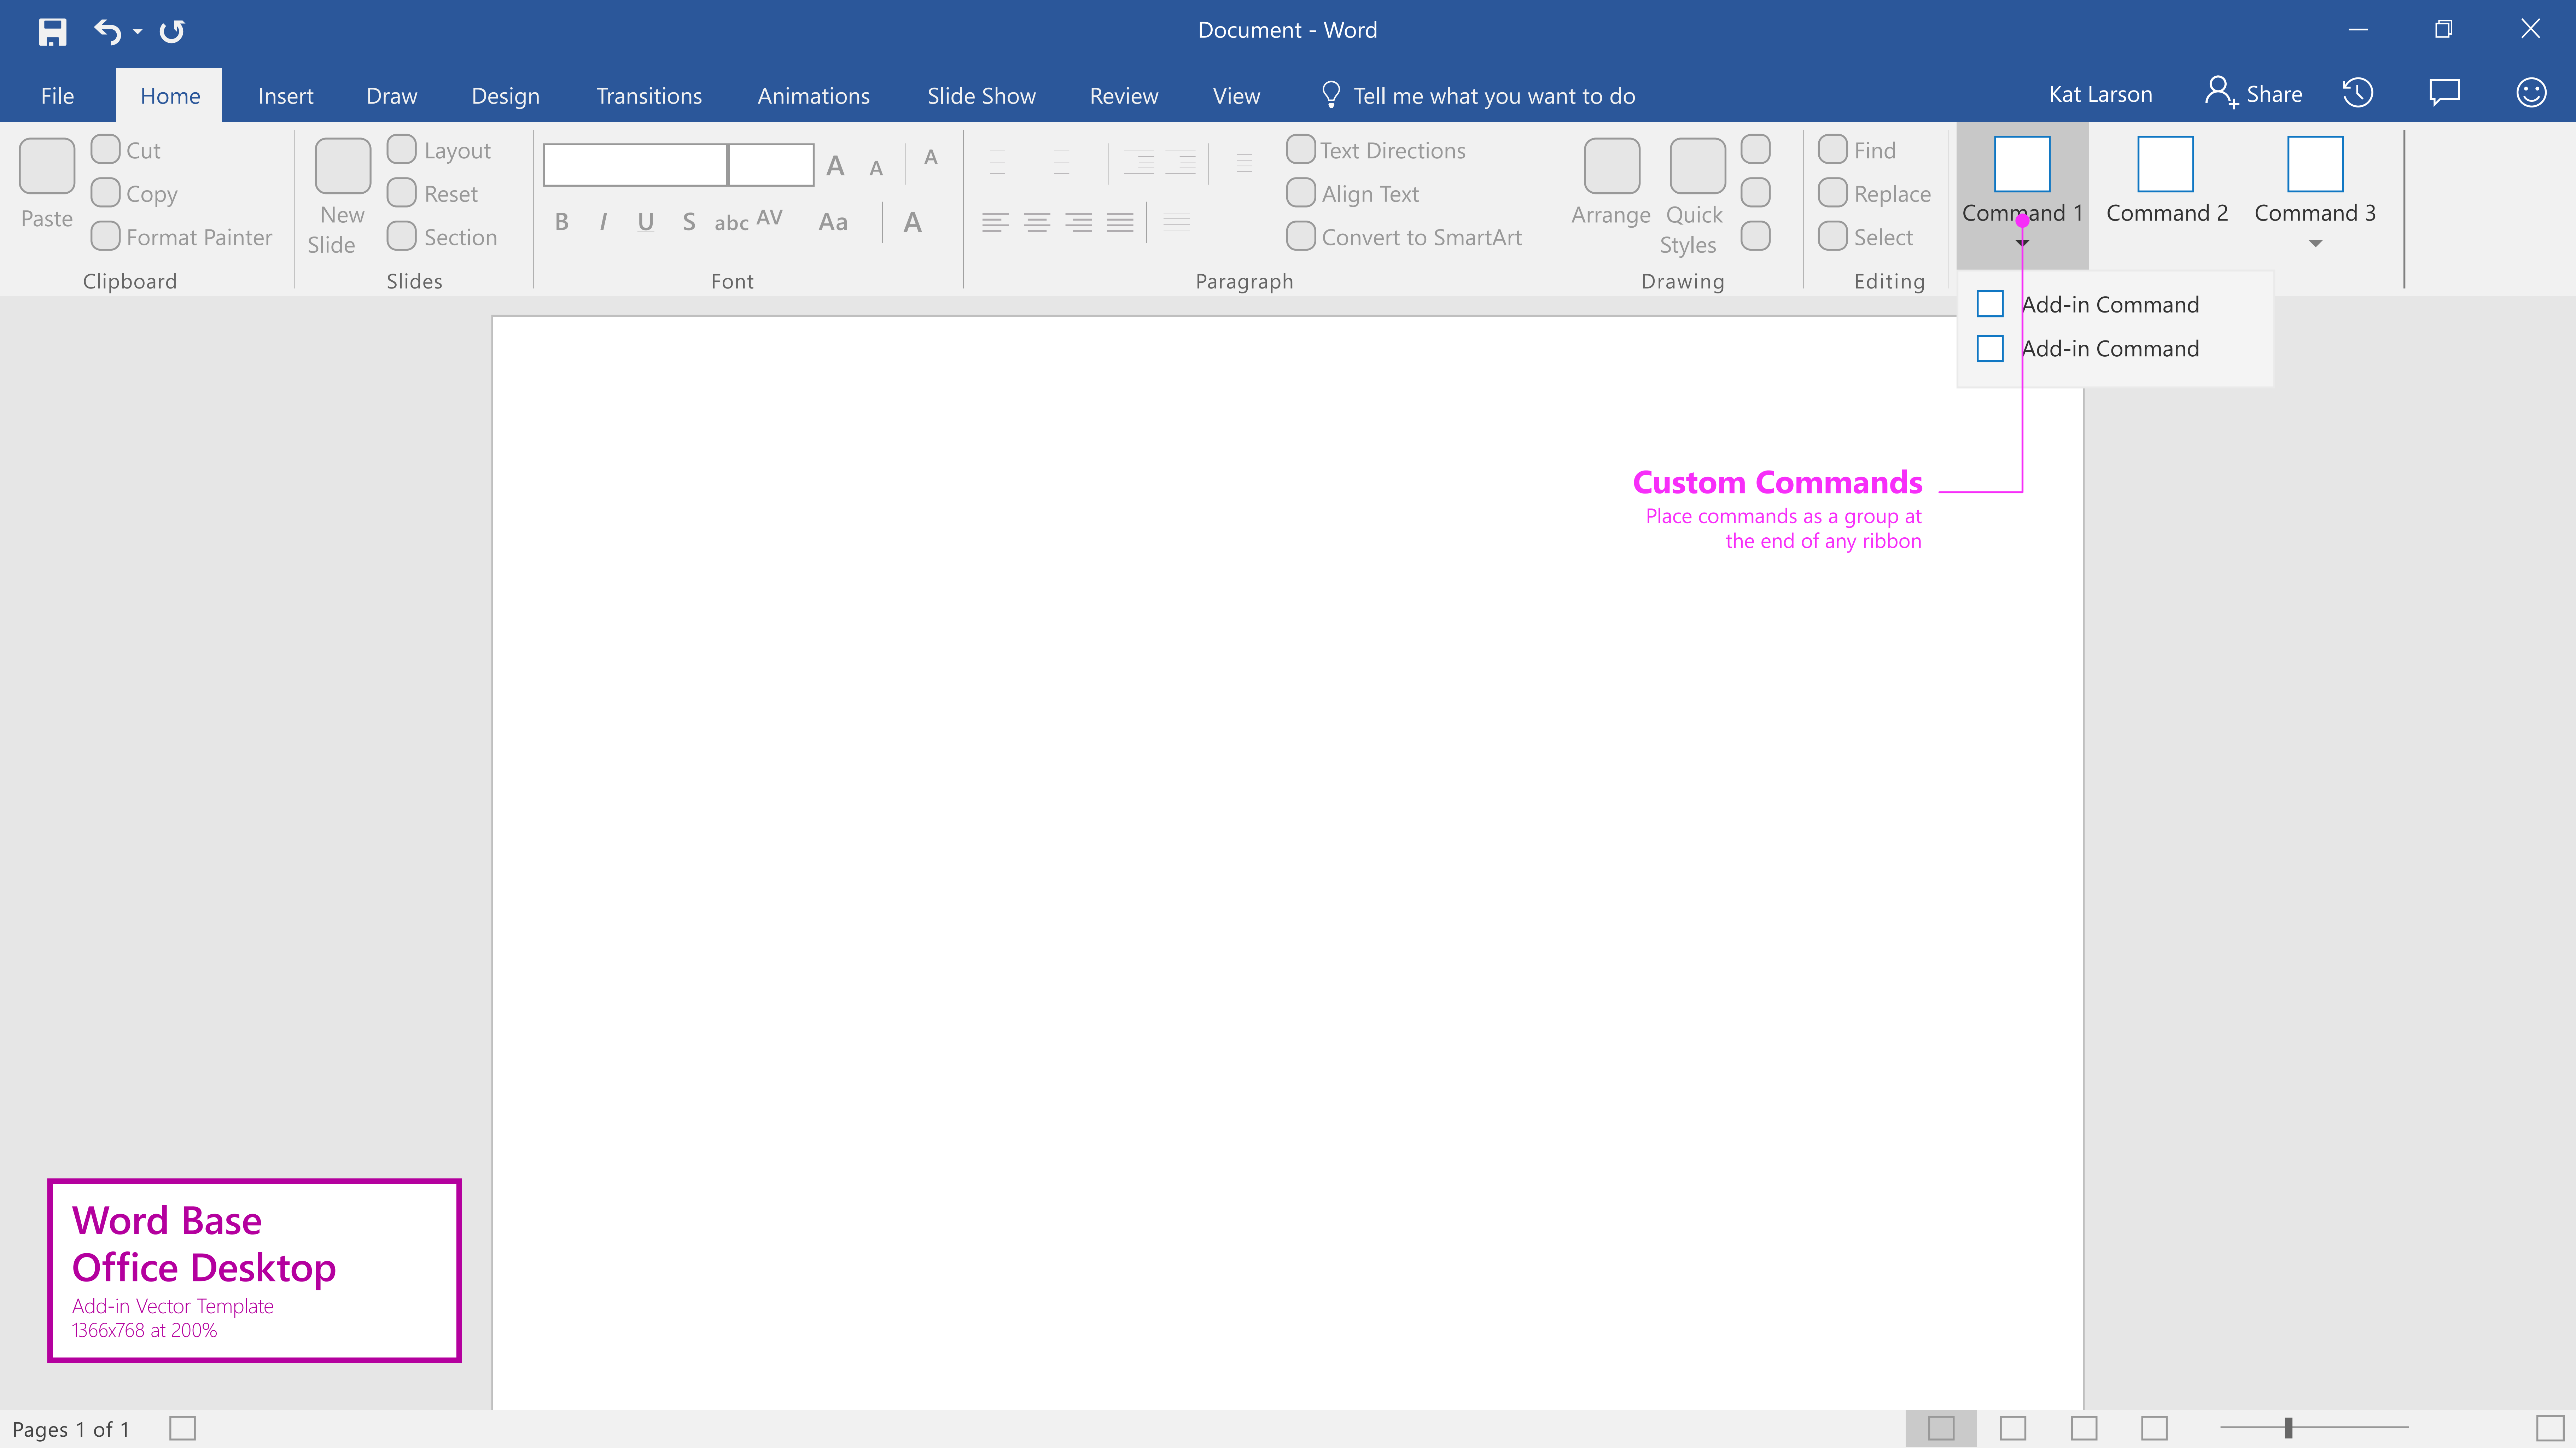 Document - Word
File Home Insert Draw Design Transitions Animations Slide Show Review View Tell me what you want to do Kat Larson Share
Paste
Cut
Copy
Format Painter
Clipboard
New
Slide
Layout
Reset
Section
Slides
A A A
B I U S abc AV Aa A
Font
Text Directions
Align Text
Convert to SmartArt
Paragraph
Arrange
Quick
Styles
Drawing
Find
Replace
Select
Editing
Command 1
Command 2
Command 3
Add-in Command
Add-in Command
Custom Commands
Place commands as a group at
the end of any ribbon
Word Base
Office Desktop
Add-in Vector Template
1366x768 at 200%
Pages 1 of 1